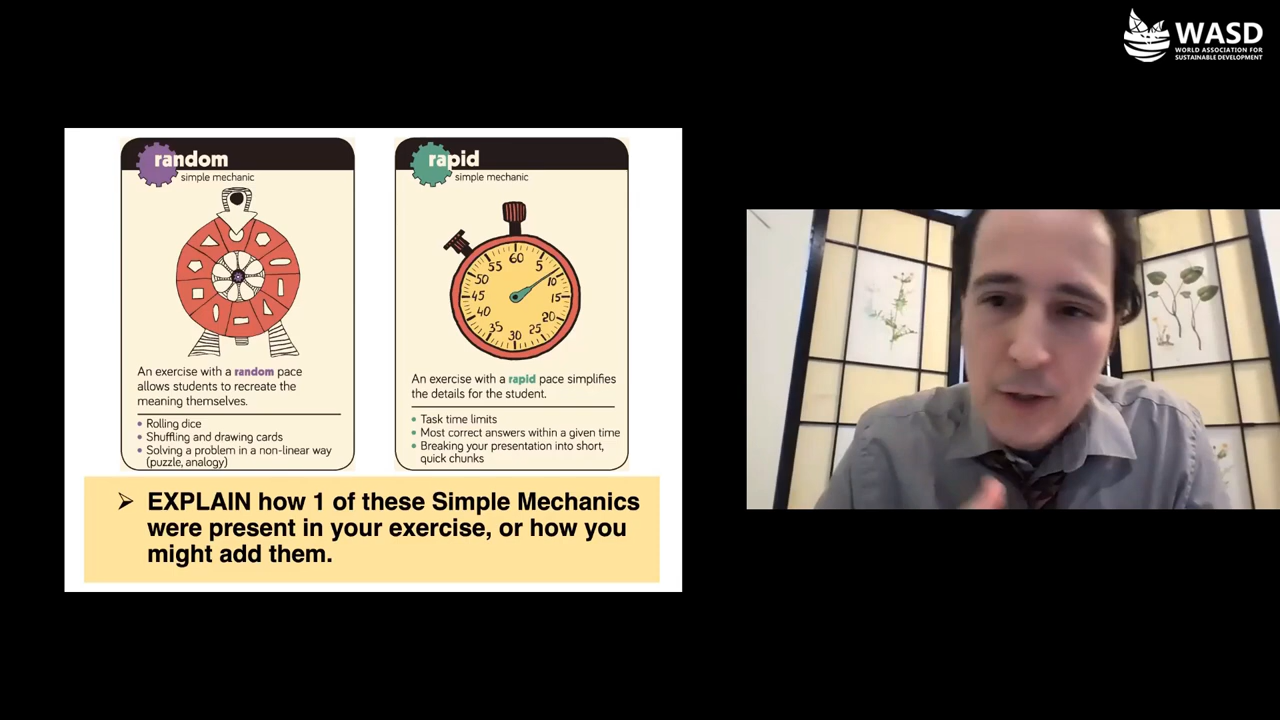 WASD
WORLD ASSOCIATION FOR
SUSTAINABLE DEVELOPMENT
random
simple mechanic
An exercise with a random pace
allows students to recreate the
meaning themselves.
• Rolling dice
• Shuffling and drawing cards
• Solving a problem in a non-linear way
(puzzle, analogy)
rapid
simple mechanic
60
5
10
15
20
25
30
35
40
45
50
55
An exercise with a rapid pace simplifies
the details for the student.
• Task time limits
• Most correct answers within a given time
• Breaking your presentation into short,
quick chunks
➢ EXPLAIN how 1 of these Simple Mechanics
were present in your exercise, or how you
might add them.